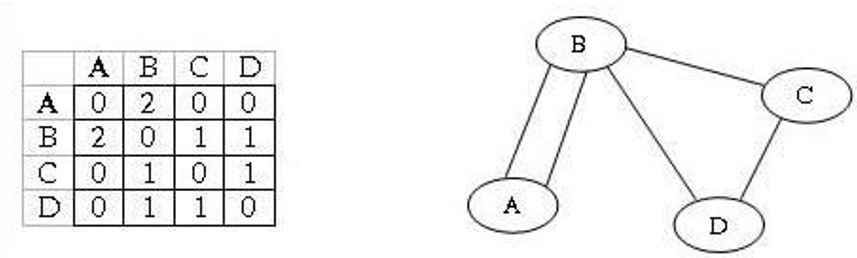 A B C D
A 0 2 0 0
B 2 0 1 1
C 0 1 0 1
D 0 1 1 0
B
C
A
D